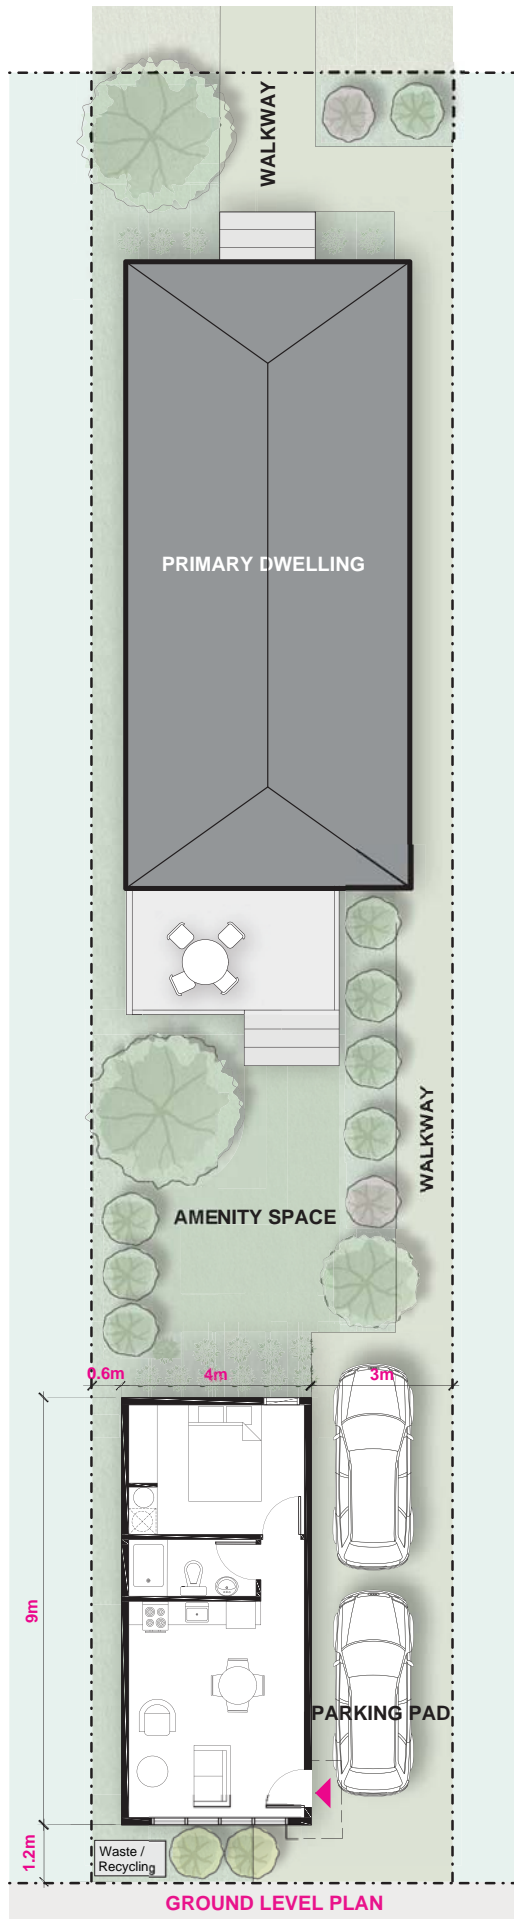 WALKWAY
PRIMARY DWELLING
WALKWAY
AMENITY SPACE
0.6m
4m
3m
9m
PARKING PAD
1.2m
Waste /
Recycling
GROUND LEVEL PLAN